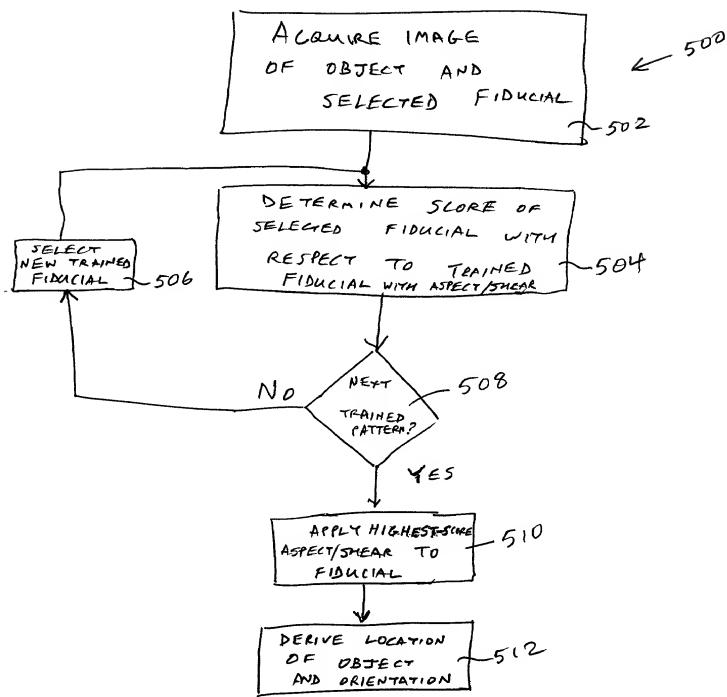 ACQUIRE IMAGE
OF OBJECT AND
SELECTED FIDUCIAL
502
500
DETERMINE SCORE OF
SELECTED FIDUCIAL WITH
RESPECT TO TRAINED
FIDUCIAL WITH ASPECT/SHEAR
504
SELECT
NEW TRAINED
FIDUCIAL
506
NEXT
TRAINED
PATTERN?
508
NO
YES
APPLY HIGHEST-SCORE
ASPECT/SHEAR TO
FIDUCIAL
510
DERIVE LOCATION
OF OBJECT
AND ORIENTATION
512